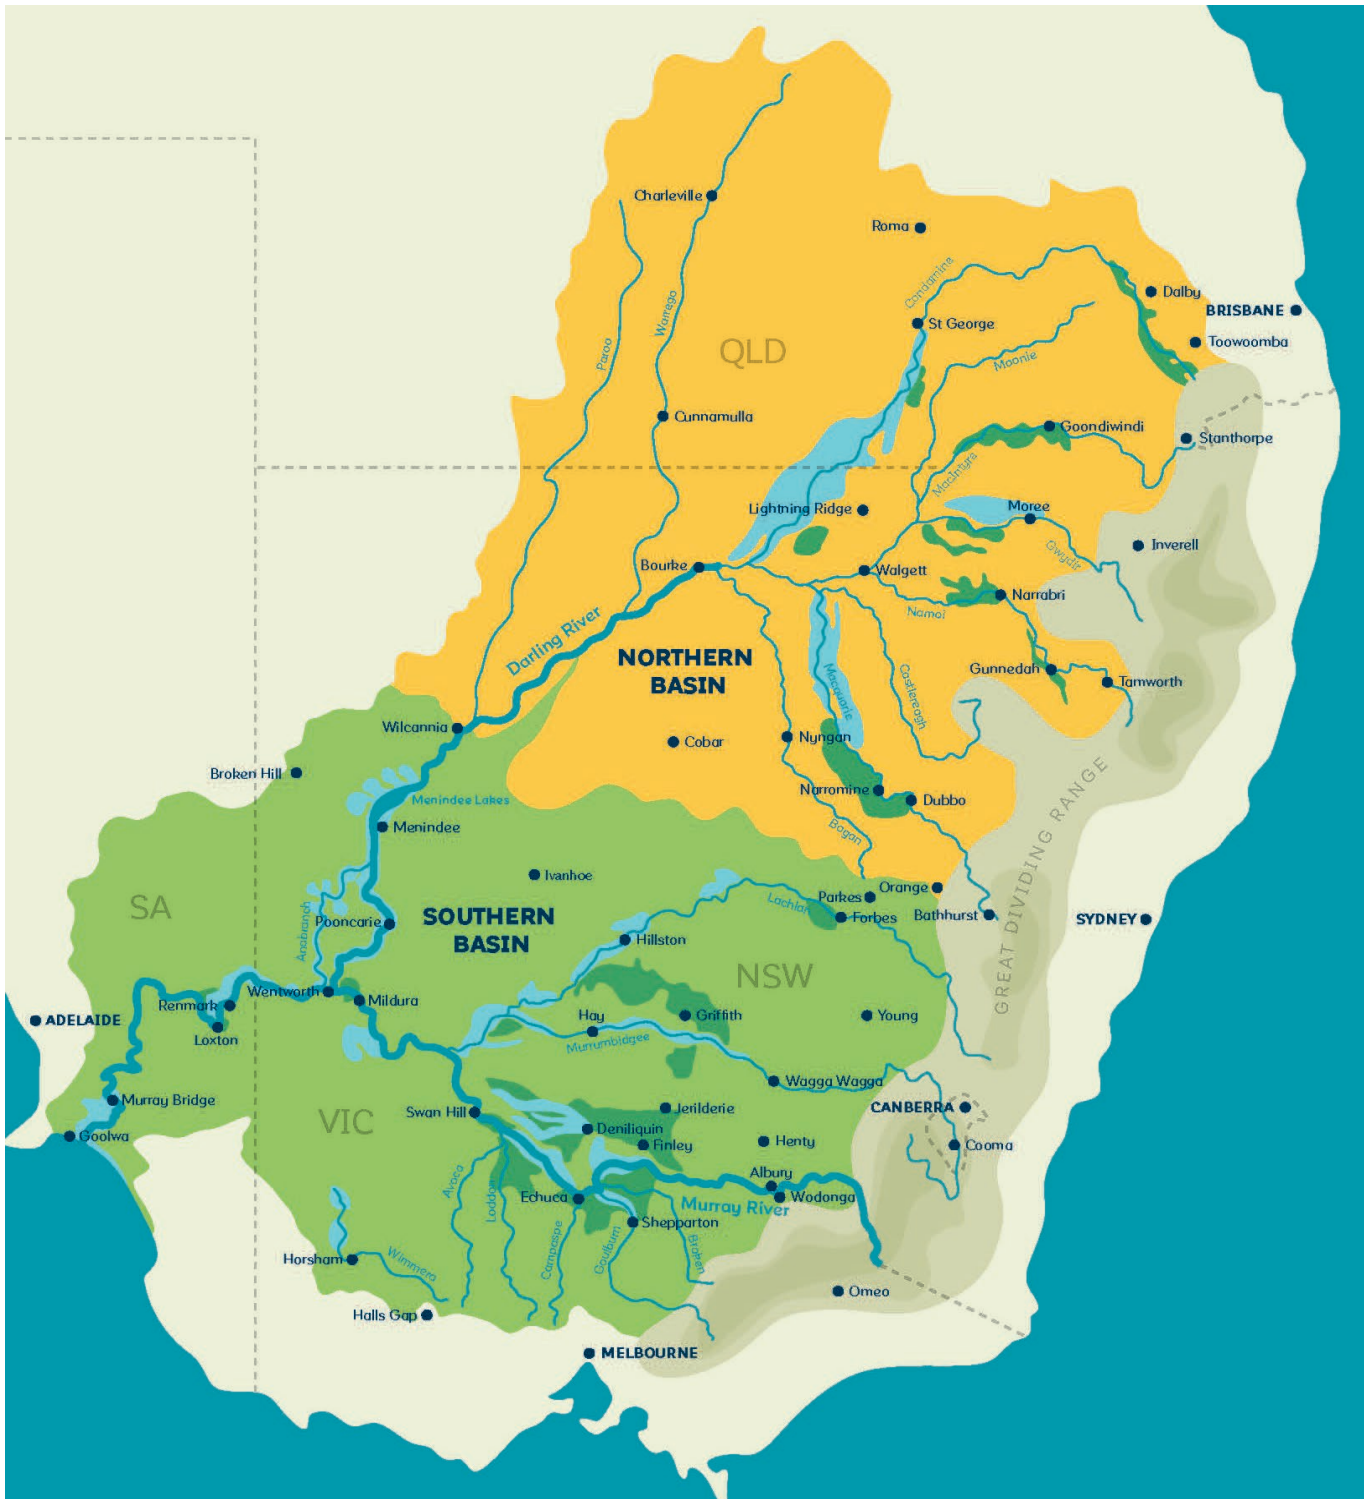 Charleville
Roma
Condamine
Dalby
BRISBANE
St George
Toowoomba
Warrego
Paroo
QLD
Moonie
Cunnamulla
Goondiwindi
Stanthorpe
MacIntyre
Lightning Ridge
Moree
Gwydir
Inverell
Bourke
Walgett
Narrabri
Namoi
Darling River
NORTHERN
BASIN
Gunnedah
Tamworth
Macquarie
Castlereagh
Wilcannia
Cobar
Nyngan
Broken Hill
Menindee Lakes
Narromine
Dubbo
Menindee
Bogan
GREAT DIVIDING RANGE
Ivanhoe
SA
Parkes
Orange
Lachlan
Forbes
Bathhurst
SYDNEY
Anabranch
Pooncarie
SOUTHERN
BASIN
Hillston
NSW
Wentworth
Mildura
Renmark
Loxton
ADELAIDE
Hay
Griffith
Young
Murrumbidgee
Wagga Wagga
Murray Bridge
Swan Hill
Jerilderie
CANBERRA
VIC
Deniliquin
Goolwa
Finley
Henty
Cooma
Avoca
Loddon
Echuca
Albury
Wodonga
Murray River
Shepparton
Campaspe
Goulburn
Broken
Horsham
Wimmera
Omeo
Halls Gap
MELBOURNE